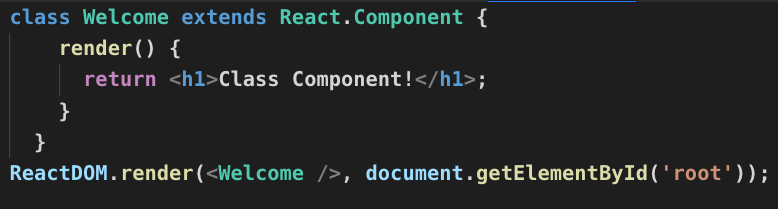 class Welcome extends React.Component {
render() {
return <h1>Class Component!</h1>;
}
}
ReactDOM.render(<Welcome />, document.getElementById('root'));